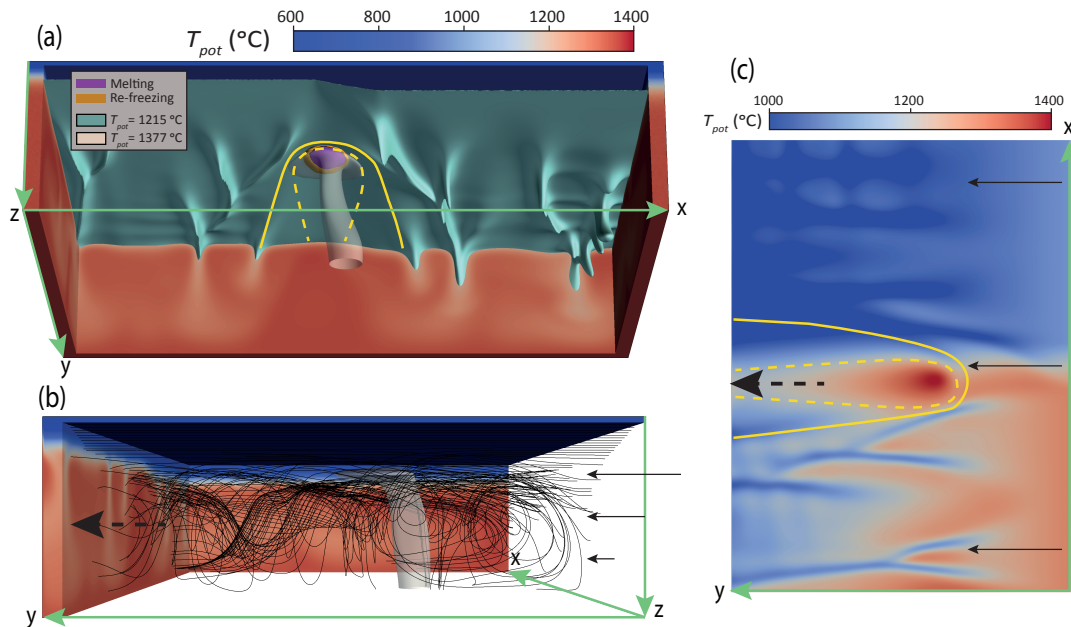 (a)
T_pot (°C)
600 800 1000 1200 1400
Melting
Re-freezing
T_pot = 1215 °C
T_pot = 1377 °C
z
x
y
(b)
x
y
z
(c)
T_pot (°C)
1000 1200 1400
x
y